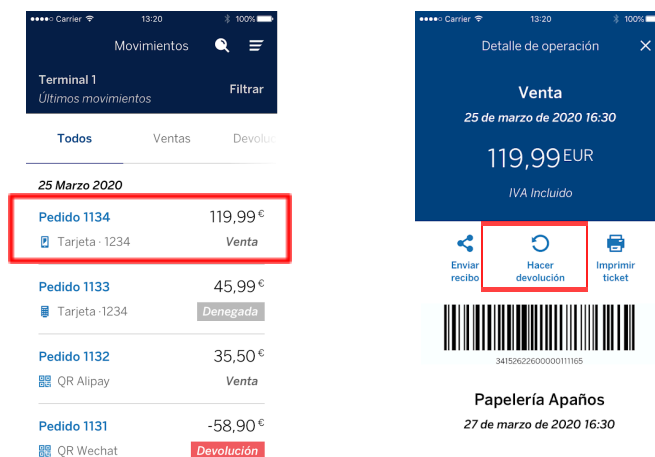 Carrier 13:20 100%
Movimientos
Terminal 1
Últimos movimientos
Filtrar
Todos Ventas Devoluc
25 Marzo 2020
Pedido 1134 119,99 €
Tarjeta · 1234 Venta
Pedido 1133 45,99 €
Tarjeta ·1234 Denegada
Pedido 1132 35,50 €
QR Alipay Venta
Pedido 1131 -58,90 €
QR Wechat Devolución
Carrier 13:20 100%
Detalle de operación
Venta
25 de marzo de 2020 16:30
119,99 EUR
IVA Incluido
Enviar recibo
Hacer devolución
Imprimir ticket
34152622600000111165
Papelería Apaños
27 de marzo de 2020 16:30